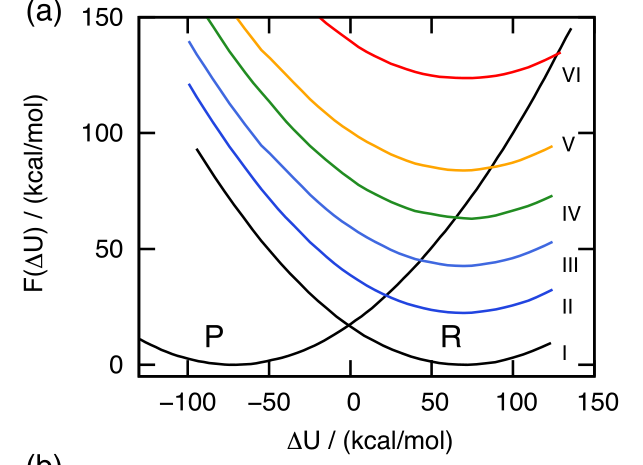 (a)
150
100
50
0
F(ΔU) / (kcal/mol)
VI
V
IV
III
II
I
P
R
−100
−50
0
50
100
150
ΔU / (kcal/mol)
(b)